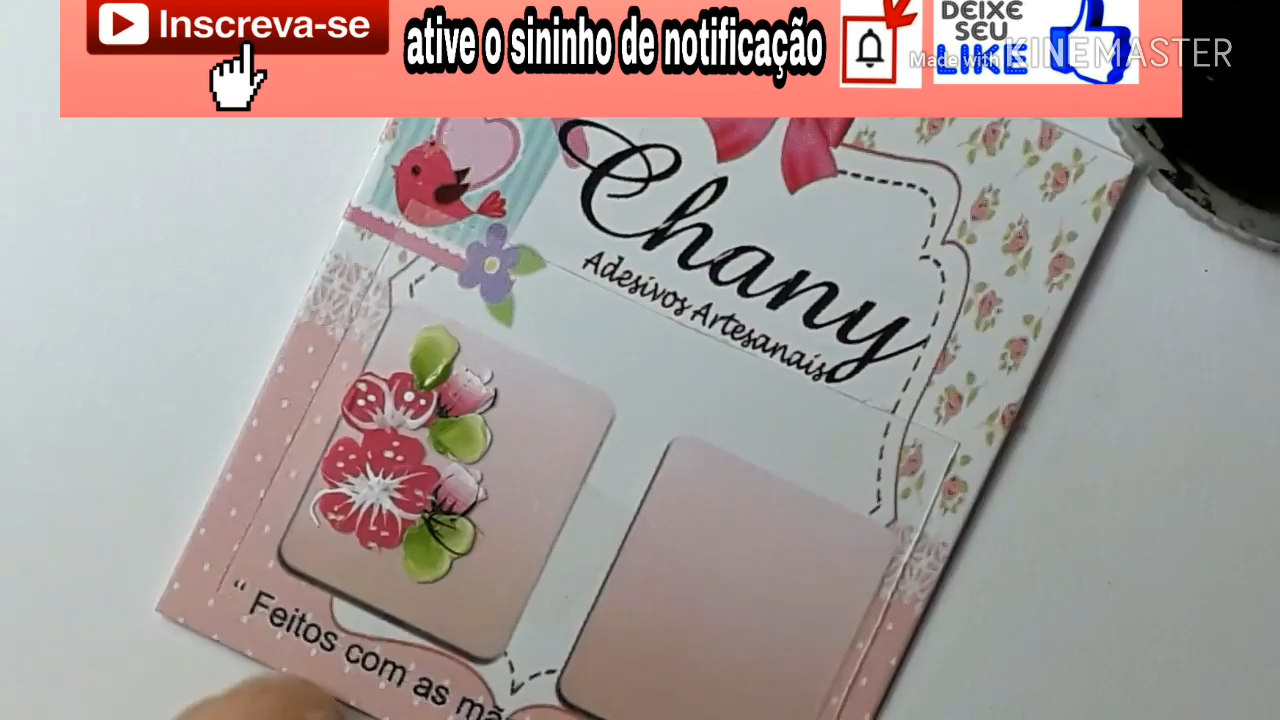 Inscreva-se
ative o sininho de notificação
DEIXE
SEU
LIKE
Made with KINEMASTER
Chany
Adesivos Artesanais
“ Feitos com as